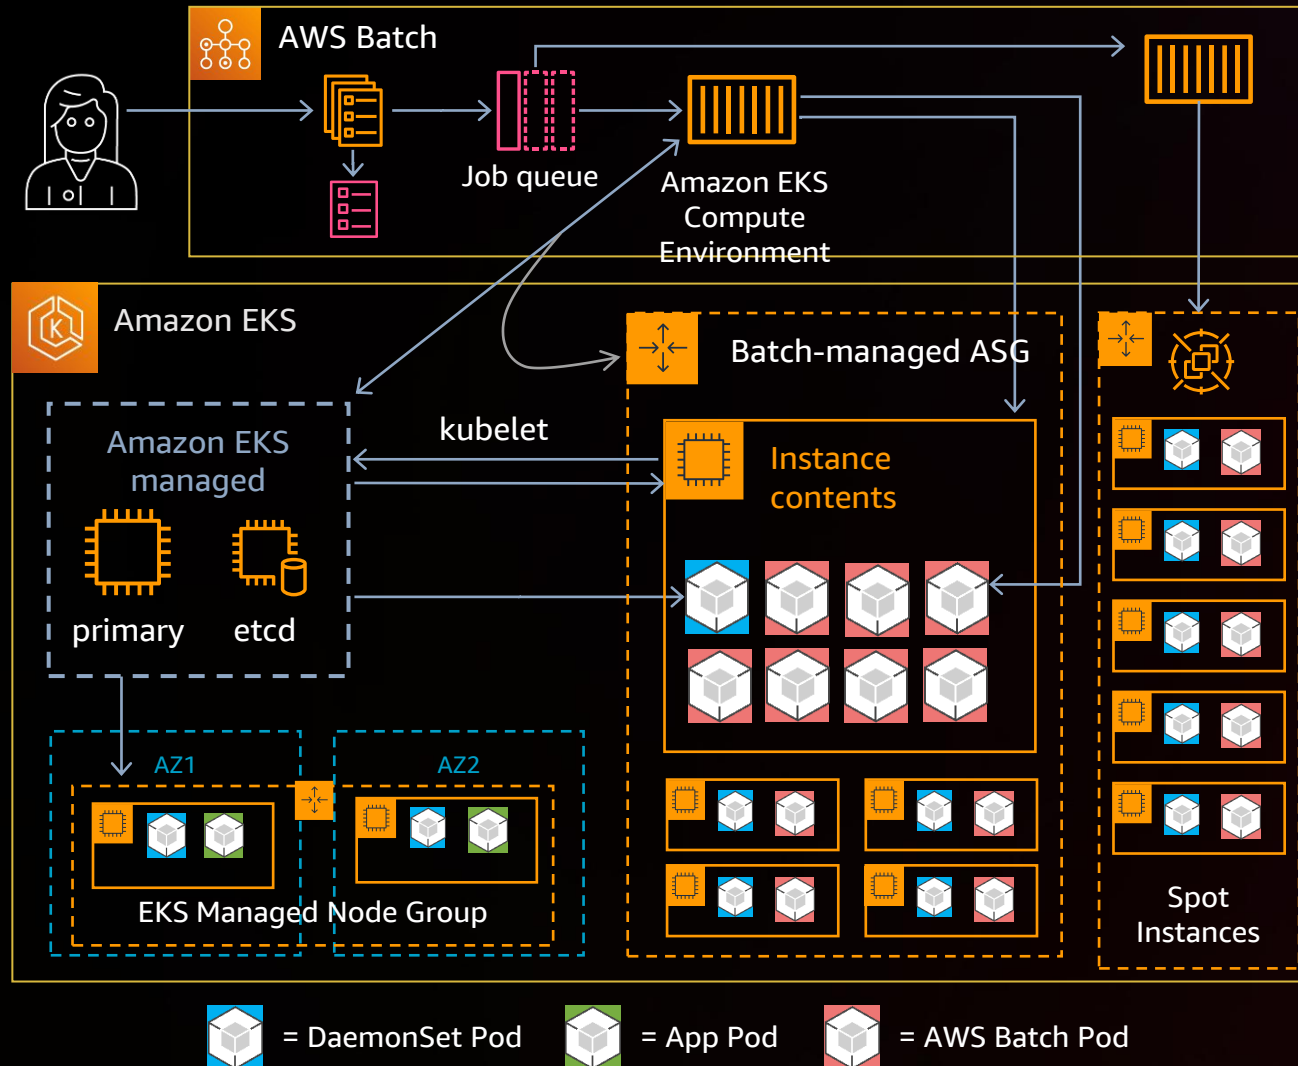 AWS Batch
Job queue
Amazon EKS
Compute
Environment
Amazon EKS
K
Batch-managed ASG
Amazon EKS
managed
kubelet
Instance
contents
primary
etcd
AZ1
AZ2
EKS Managed Node Group
Spot
Instances
= DaemonSet Pod
= App Pod
= AWS Batch Pod